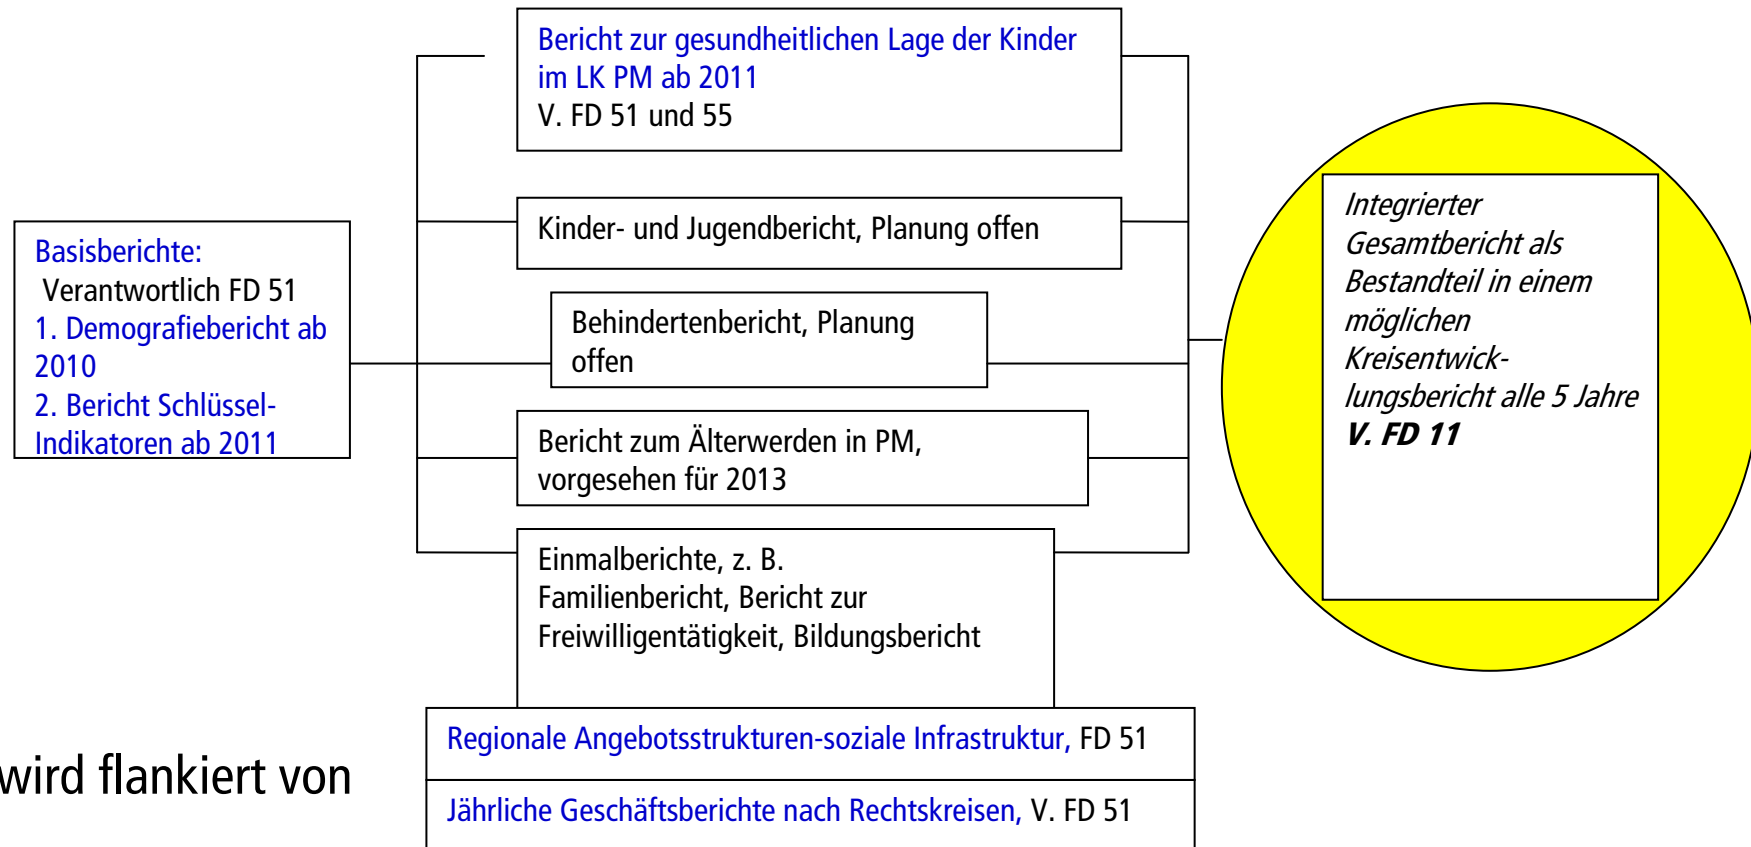 Basisberichte:
Verantwortlich FD 51
1. Demografiebericht ab
2010
2. Bericht Schlüssel-
Indikatoren ab 2011
Bericht zur gesundheitlichen Lage der Kinder
im LK PM ab 2011
V. FD 51 und 55
Kinder- und Jugendbericht, Planung offen
Behindertenbericht, Planung
offen
Bericht zum Älterwerden in PM,
vorgesehen für 2013
Einmalberichte, z. B.
Familienbericht, Bericht zur
Freiwilligentätigkeit, Bildungsbericht
Integrierter
Gesamtbericht als
Bestandteil in einem
möglichen
Kreisentwick-
lungsbericht alle 5 Jahre
V. FD 11
wird flankiert von
Regionale Angebotsstrukturen-soziale Infrastruktur, FD 51
Jährliche Geschäftsberichte nach Rechtskreisen, V. FD 51